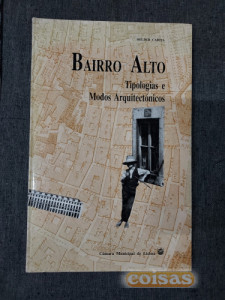 BAIRRO ALTO
Tipologias e
Modos Arquitectónicos
Câmara Municipal de Lisboa
coisas